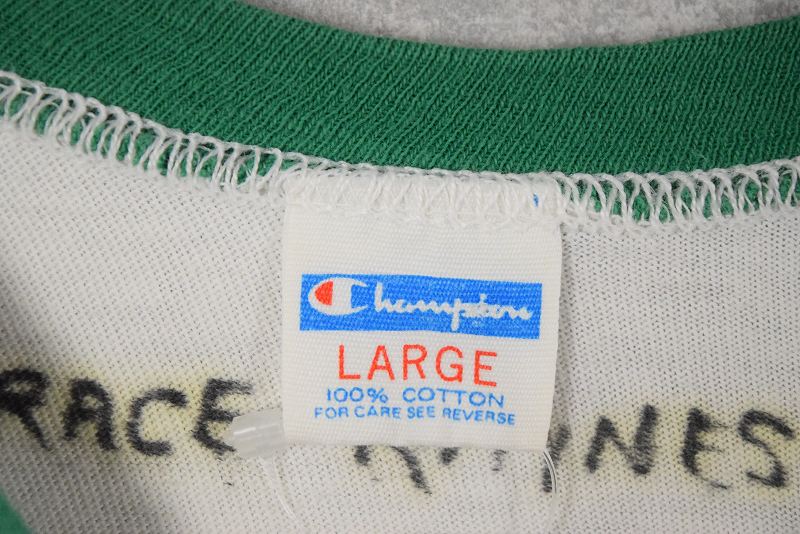 Champion
LARGE
100% COTTON
FOR CARE SEE REVERSE
RACE